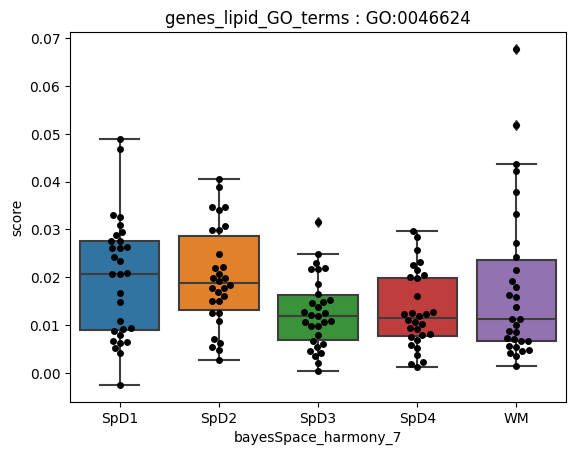 genes_lipid_GO_terms : GO:0046624
0.07
0.06
0.05
0.04
0.03
0.02
0.01
0.00
score
SpD1 SpD2 SpD3 SpD4 WM
bayesSpace_harmony_7